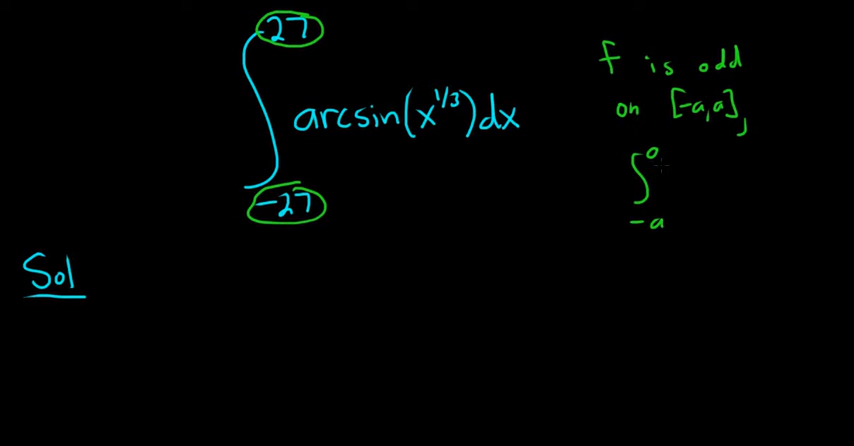 ∫_{-27}^{27} arcsin(x^{1/3}) dx
f is odd
on [-a, a],
∫_{-a}^{0}
Sol